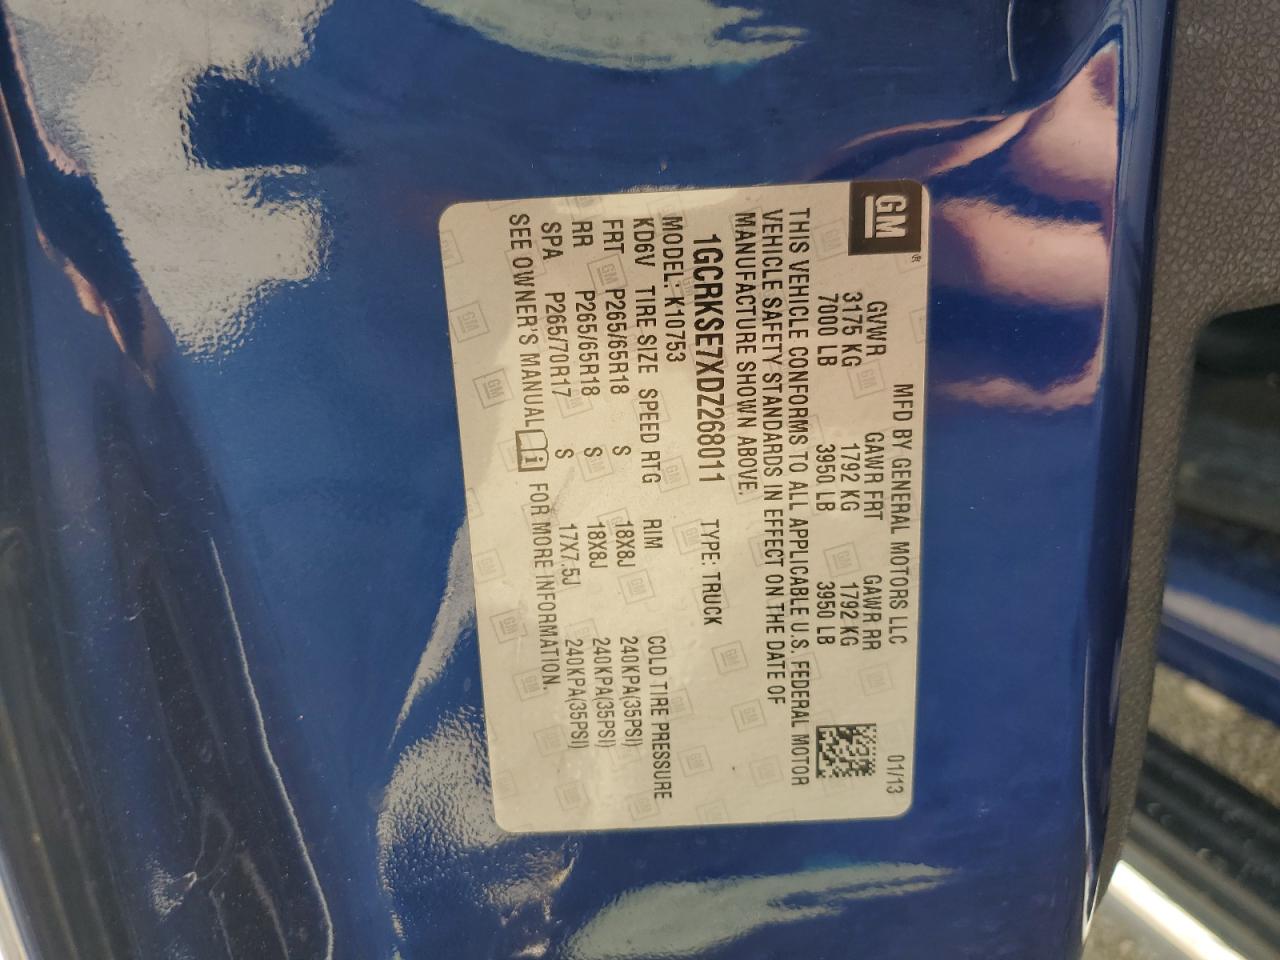 GM®
MFD BY GENERAL MOTORS LLC 01/13
GVWR GAWR FRT GAWR RR
3175 KG 1792 KG 1792 KG
7000 LB 3950 LB 3950 LB
THIS VEHICLE CONFORMS TO ALL APPLICABLE U.S. FEDERAL MOTOR
VEHICLE SAFETY STANDARDS IN EFFECT ON THE DATE OF
MANUFACTURE SHOWN ABOVE.
1GCRKSE7XDZ268011 TYPE: TRUCK
MODEL: K10753
KD6V TIRE SIZE SPEED RTG RIM COLD TIRE PRESSURE
FRT P265/65R18 S 18X8J 240KPA(35PSI)
RR P265/65R18 S 18X8J 240KPA(35PSI)
SPA P265/70R17 S 17X7.5J 240KPA(35PSI)
SEE OWNER'S MANUAL i FOR MORE INFORMATION.